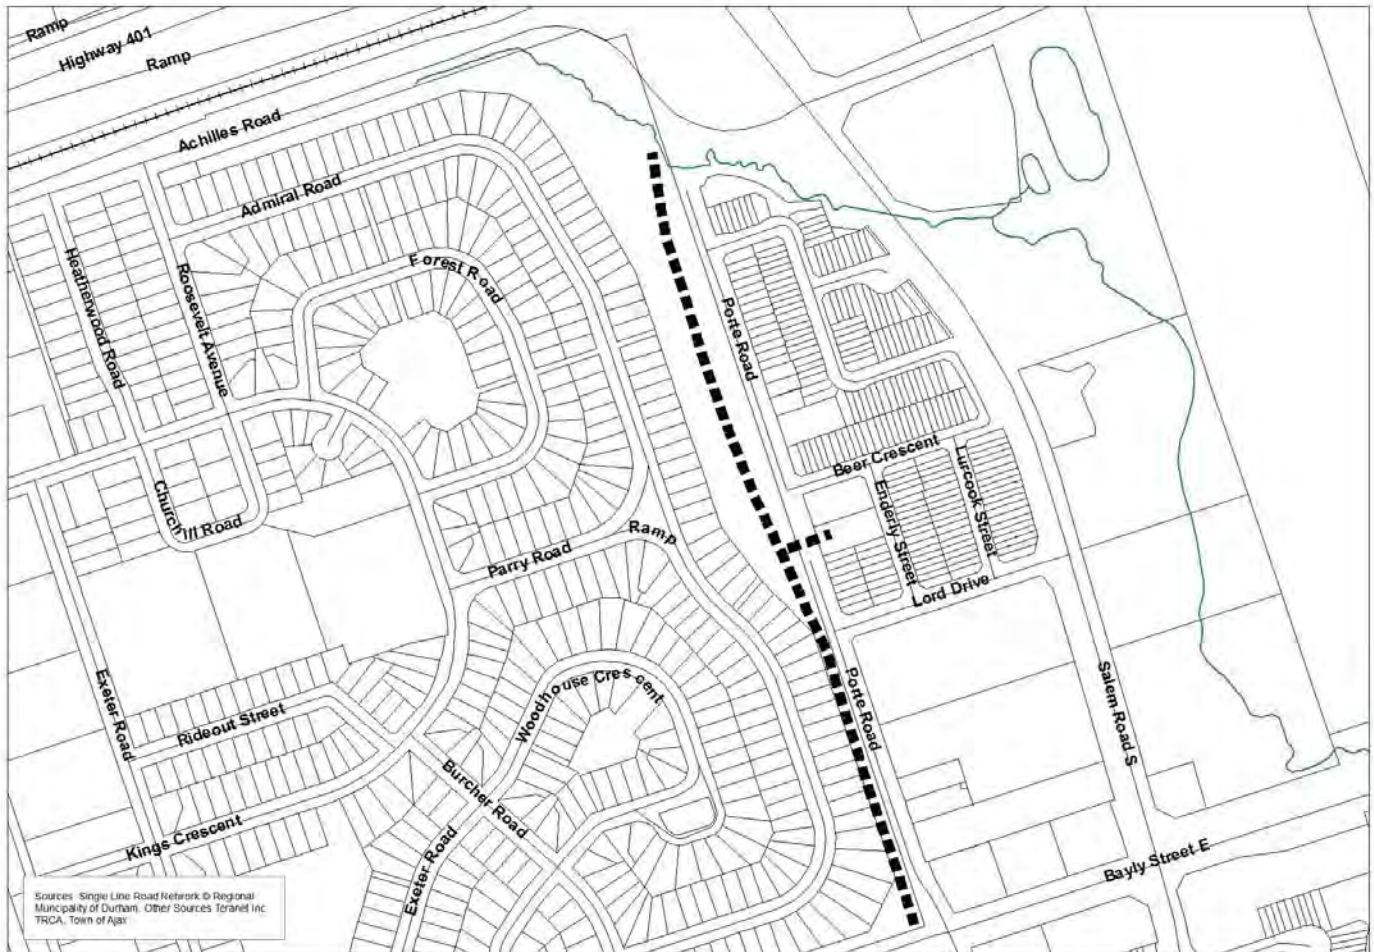 Ramp
Highway 401
Ramp
Achilles Road
Admiral Road
Forest Road
Heatherwood Road
Roosevelt Avenue
Porte Road
Beer Crescent
Lurcook Street
Enderly Street
Churchill Road
Ramp
Parry Road
Lord Drive
Exeter Road
Rideout Street
Woodhouse Crescent
Porte Road
Salem Road S
Burcher Road
Kings Crescent
Exeter Road
Bayly Street E
Sources: Single Line Road Network © Regional
Muncipality of Durham. Other Sources Teranet Inc.
TRCA, Town of Ajax